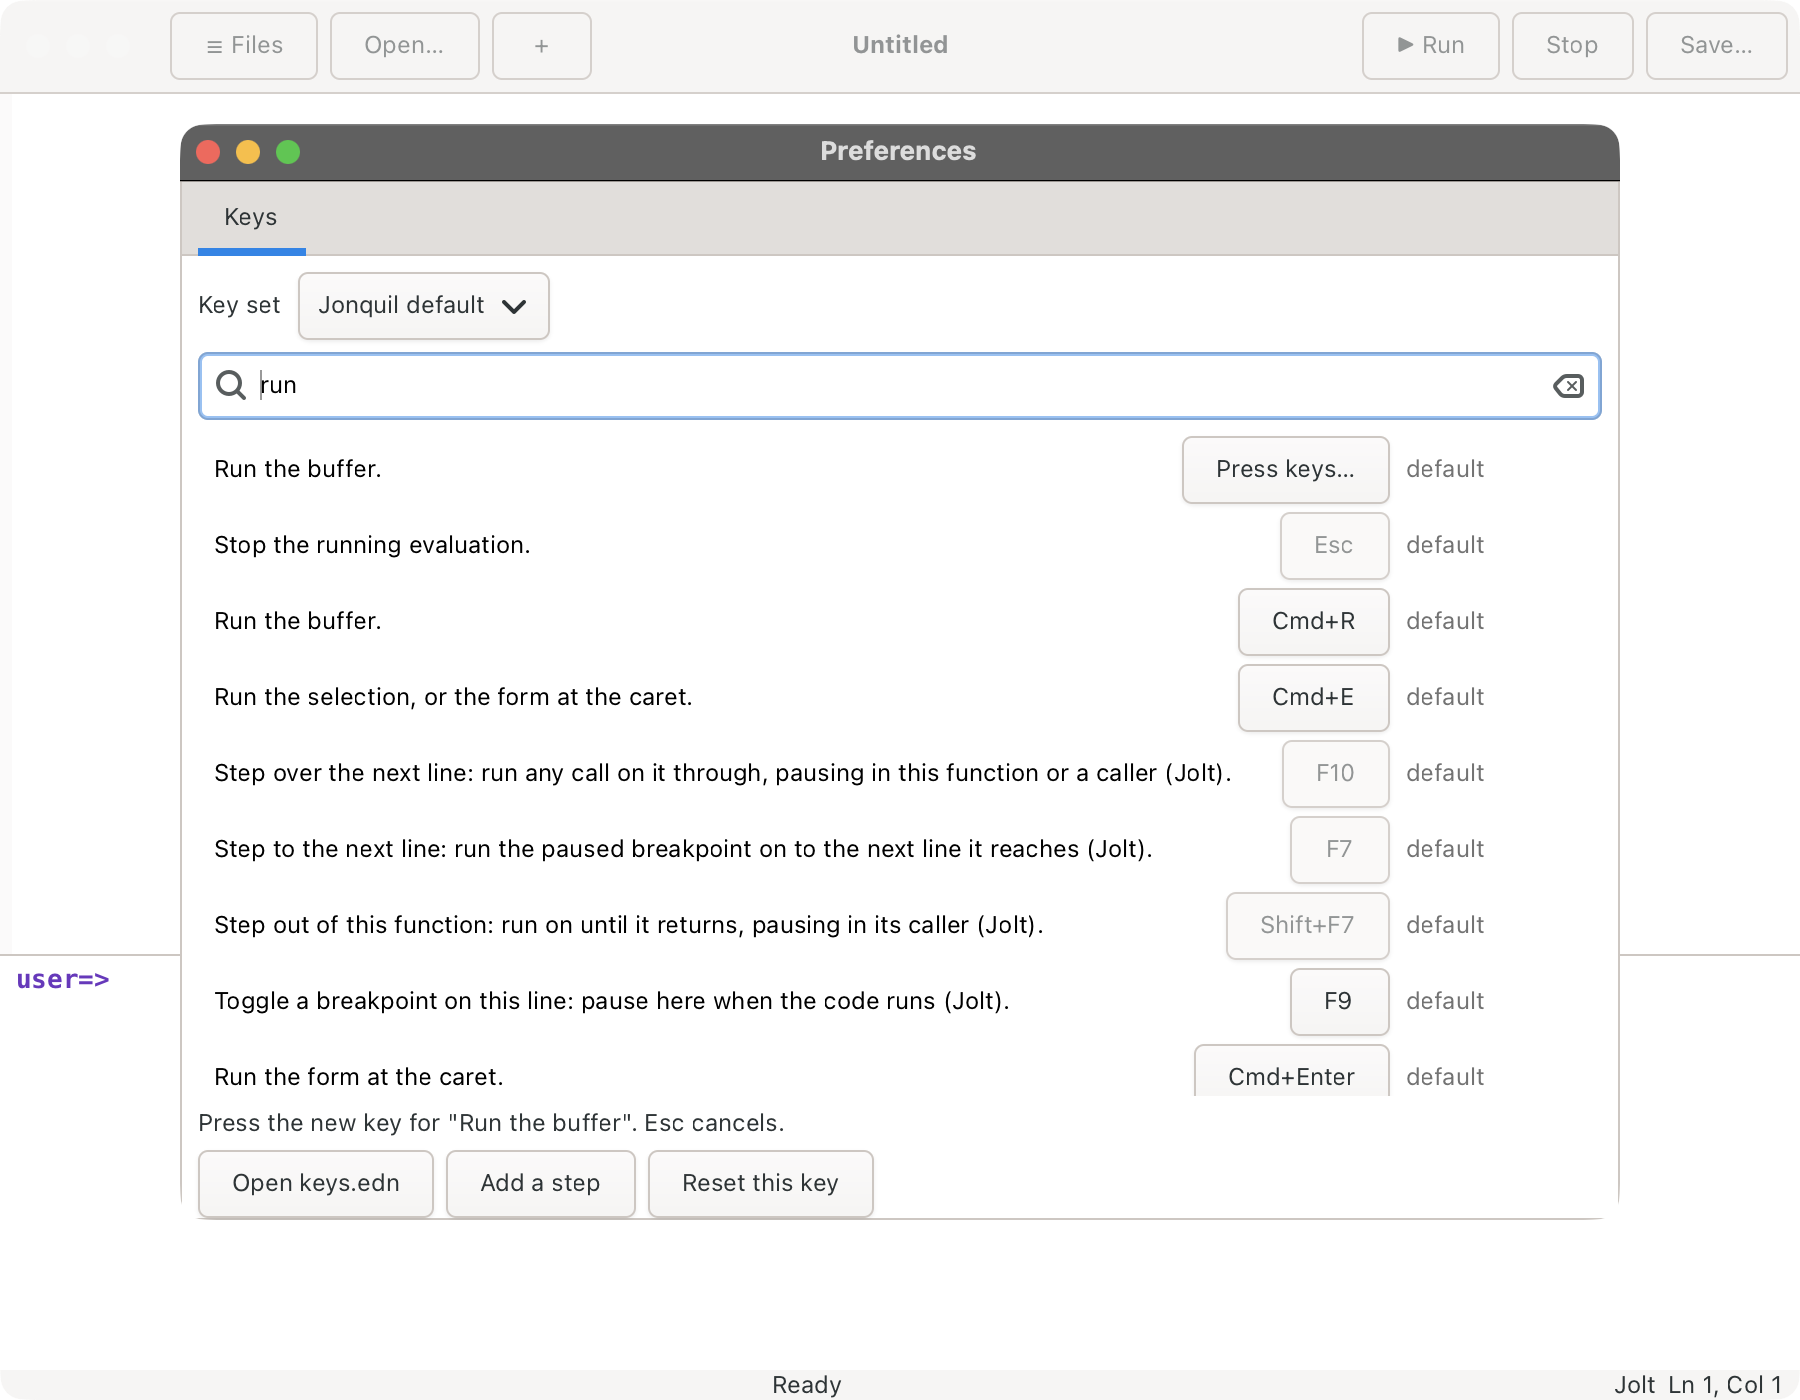 ≡ Files Open... + Untitled ▶ Run Stop Save...
Preferences
Keys
Key set Jonquil default
run
Run the buffer. Press keys... default
Stop the running evaluation. Esc default
Run the buffer. Cmd+R default
Run the selection, or the form at the caret. Cmd+E default
Step over the next line: run any call on it through, pausing in this function or a caller (Jolt). F10 default
Step to the next line: run the paused breakpoint on to the next line it reaches (Jolt). F7 default
Step out of this function: run on until it returns, pausing in its caller (Jolt). Shift+F7 default
Toggle a breakpoint on this line: pause here when the code runs (Jolt). F9 default
Run the form at the caret. Cmd+Enter default
Press the new key for "Run the buffer". Esc cancels.
Open keys.edn Add a step Reset this key
user=>
Ready Jolt Ln 1, Col 1